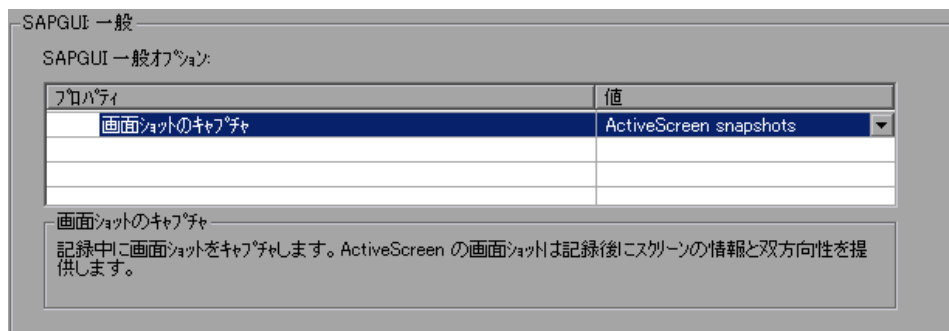 SAPGUI 一般
SAPGUI 一般ｵﾌﾟｼｮﾝ:
ﾌﾟﾛﾊﾟﾃｨ 値
画面ｼｮｯﾄのｷｬﾌﾟﾁｬ ActiveScreen snapshots
画面ｼｮｯﾄのｷｬﾌﾟﾁｬ
記録中に画面ｼｮｯﾄをｷｬﾌﾟﾁｬします。ActiveScreen の画面ｼｮｯﾄは記録後にｽｸﾘｰﾝの情報と双方向性を提
供します。